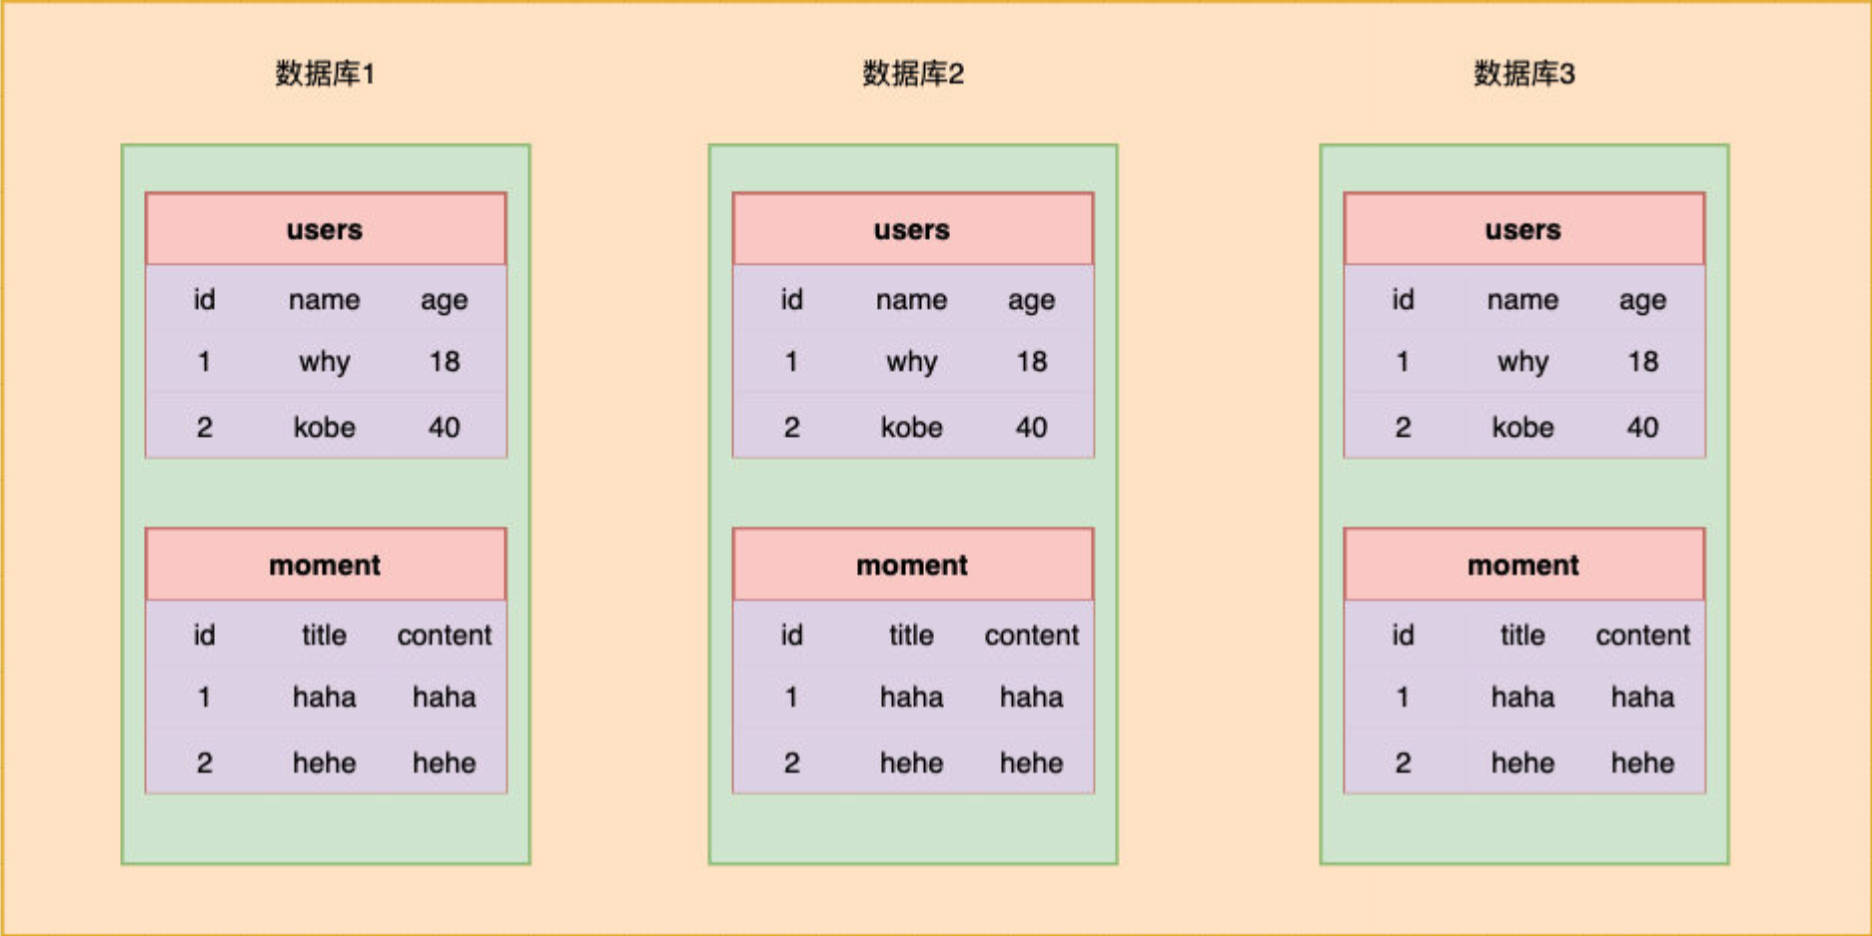 数据库1 数据库2 数据库3
users users users
id name age id name age id name age
1 why 18 1 why 18 1 why 18
2 kobe 40 2 kobe 40 2 kobe 40
moment moment moment
id title content id title content id title content
1 haha haha 1 haha haha 1 haha haha
2 hehe hehe 2 hehe hehe 2 hehe hehe